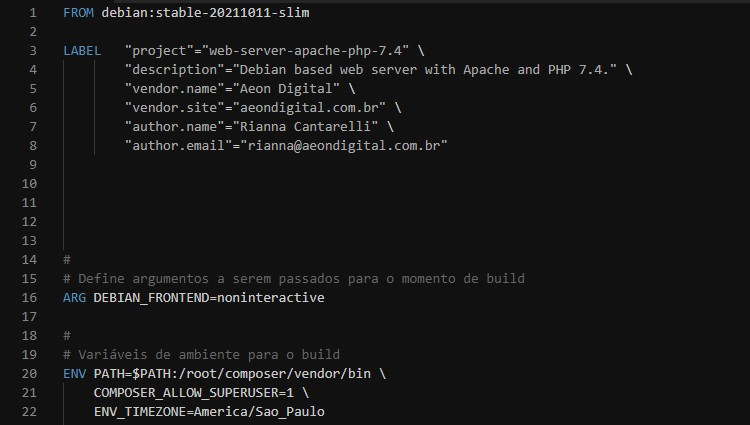 1 FROM debian:stable-20211011-slim
2
3 LABEL "project"="web-server-apache-php-7.4" \
4 "description"="Debian based web server with Apache and PHP 7.4." \
5 "vendor.name"="Aeon Digital" \
6 "vendor.site"="aeondigital.com.br" \
7 "author.name"="Rianna Cantarelli" \
8 "author.email"="rianna@aeondigital.com.br"
9
10
11
12
13
14 #
15 # Define argumentos a serem passados para o momento de build
16 ARG DEBIAN_FRONTEND=noninteractive
17
18 #
19 # Variáveis de ambiente para o build
20 ENV PATH=$PATH:/root/composer/vendor/bin \
21 COMPOSER_ALLOW_SUPERUSER=1 \
22 ENV_TIMEZONE=America/Sao_Paulo